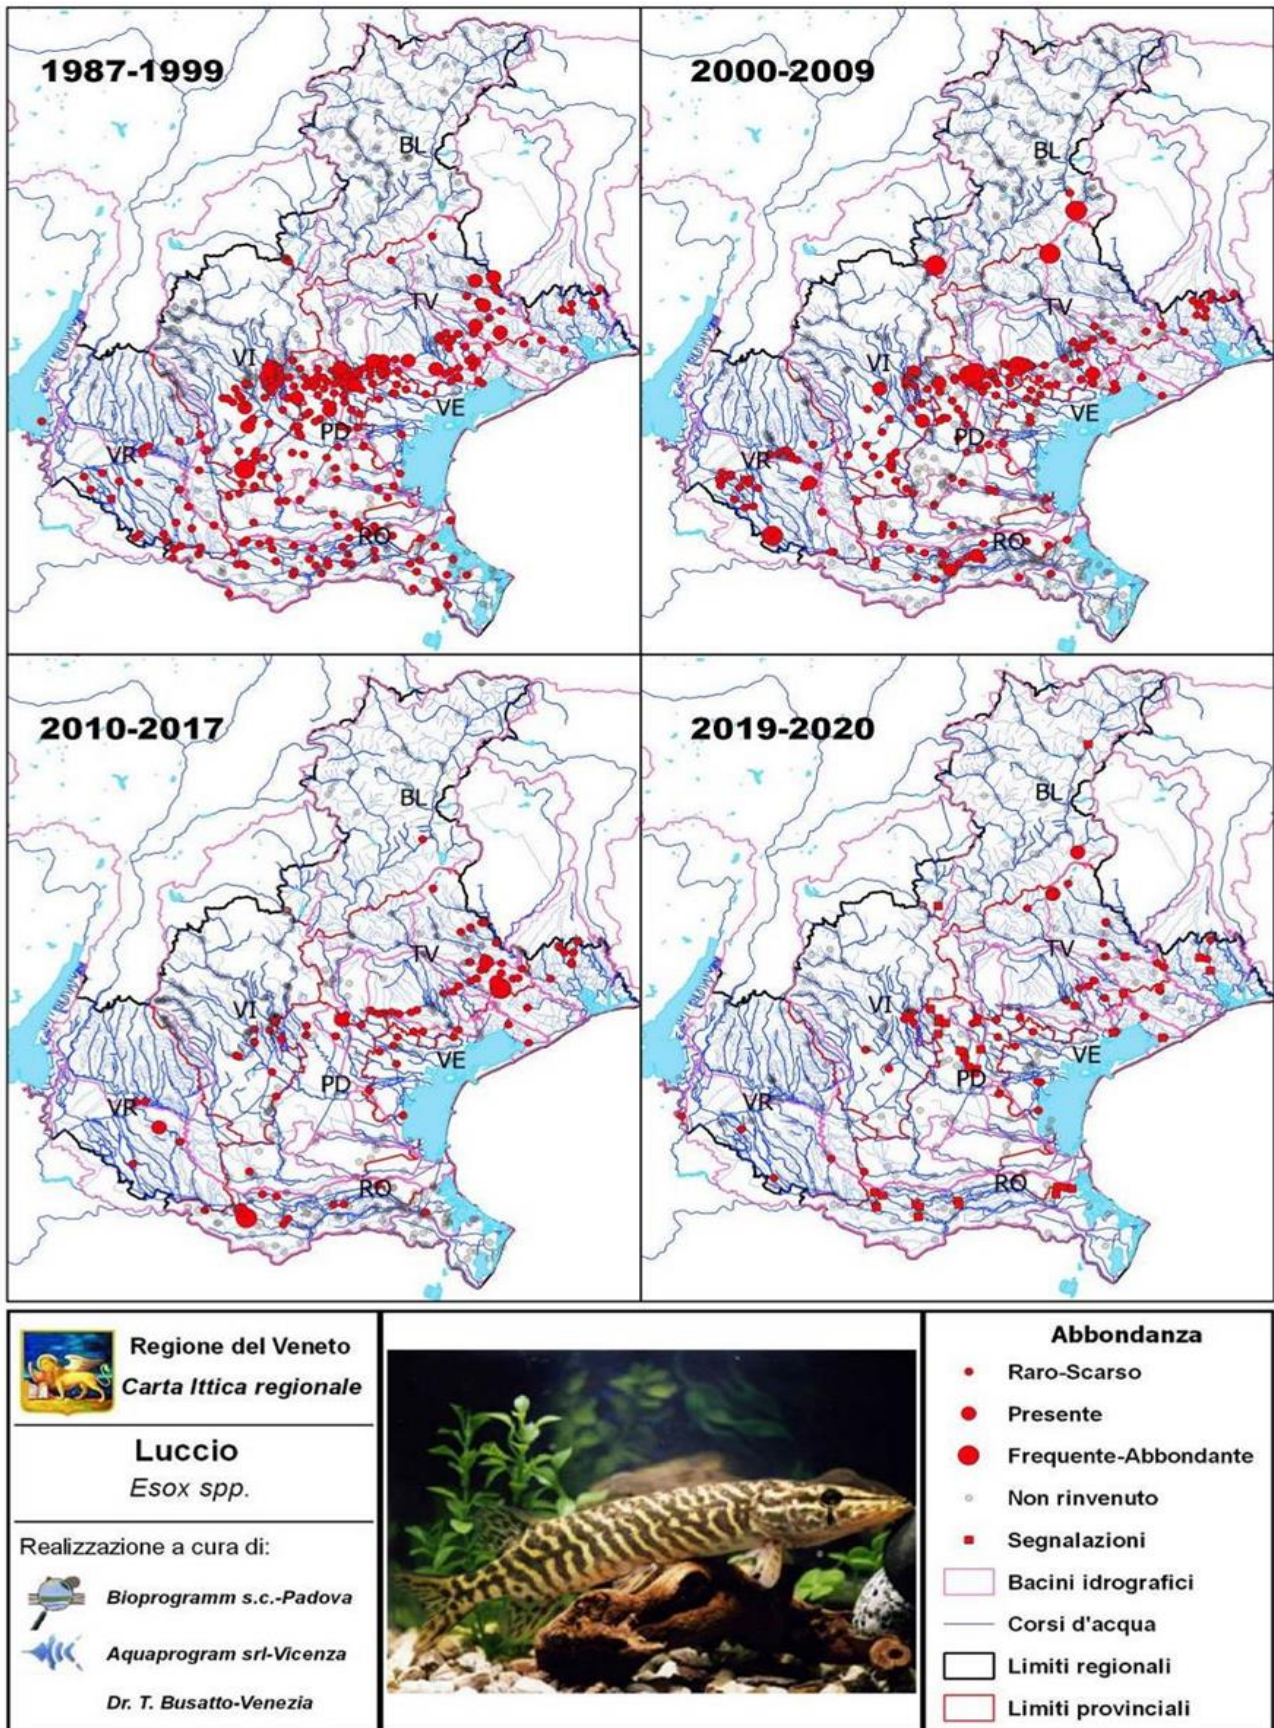 1987-1999
BL
TV
VI
VE
PD
VR
RO
2000-2009
BL
TV
VI
VE
PD
VR
RO
2010-2017
BL
TV
VI
VE
PD
VR
RO
2019-2020
BL
TV
VI
VE
PD
VR
RO
Regione del Veneto
Carta Ittica regionale
Luccio
Esox spp.
Realizzazione a cura di:
Bioprogramm s.c.-Padova
Aquaprogram srl-Vicenza
Dr. T. Busatto-Venezia
Abbondanza
Raro-Scarso
Presente
Frequente-Abbondante
Non rinvenuto
Segnalazioni
Bacini idrografici
Corsi d'acqua
Limiti regionali
Limiti provinciali